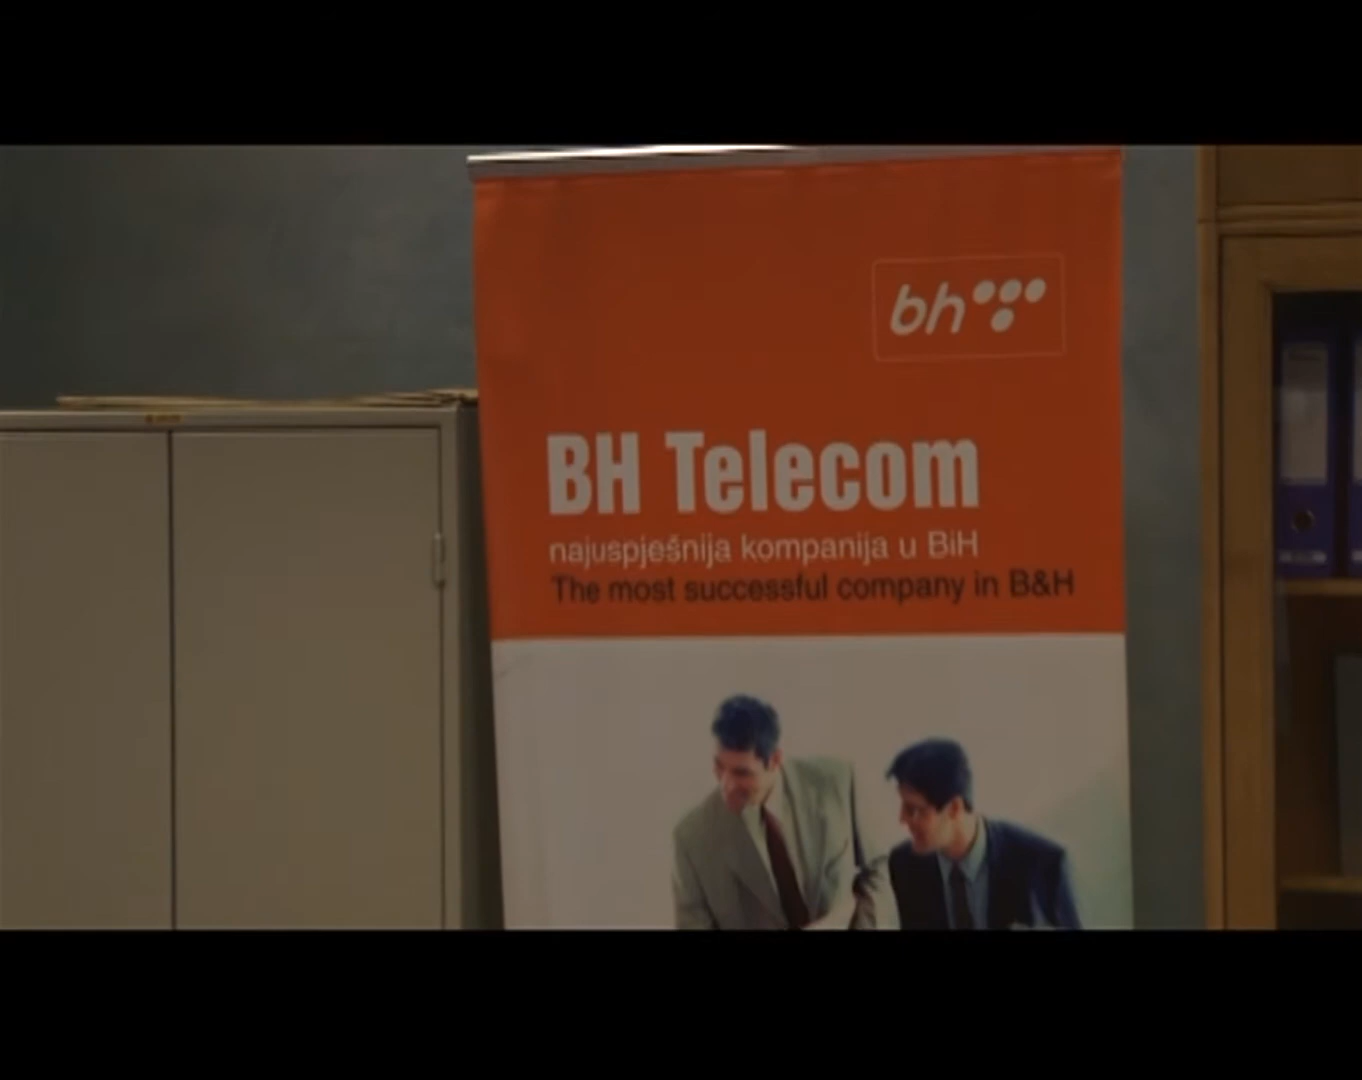 bh
BH Telecom
najuspješnija kompanija u BiH
The most successful company in B&H